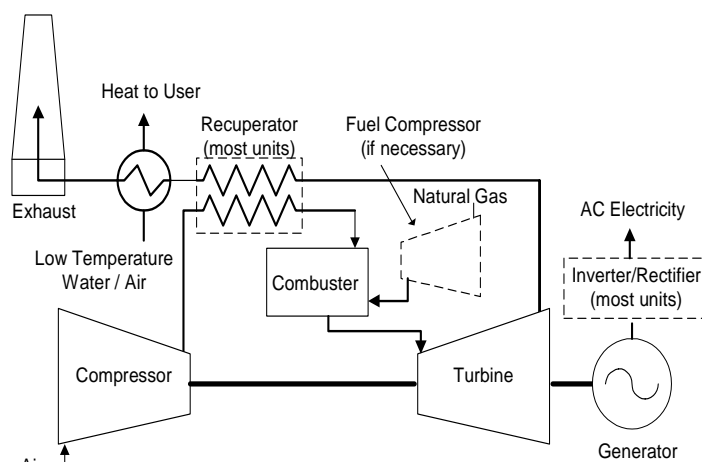 Heat to User
Recuperator
(most units)
Fuel Compressor
(if necessary)
Natural Gas
AC Electricity
Exhaust
Low Temperature
Water / Air
Combuster
Inverter/Rectifier
(most units)
Compressor
Turbine
Generator
Air